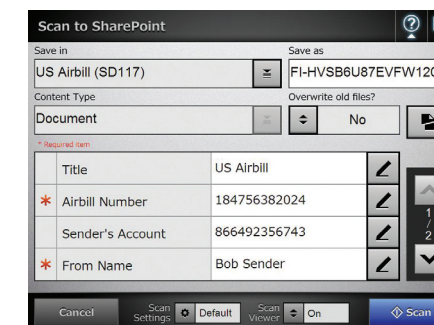 Scan to SharePoint
Save in
Save as
US Airbill (SD117)
FI-HVSB6U87EVFW120
Content Type
Overwrite old files?
Document
No
* Required item
Title
US Airbill
* Airbill Number
184756382024
Sender's Account
866492356743
* From Name
Bob Sender
1
/
2
Cancel
Scan Settings
Default
Scan Viewer
On
Scan